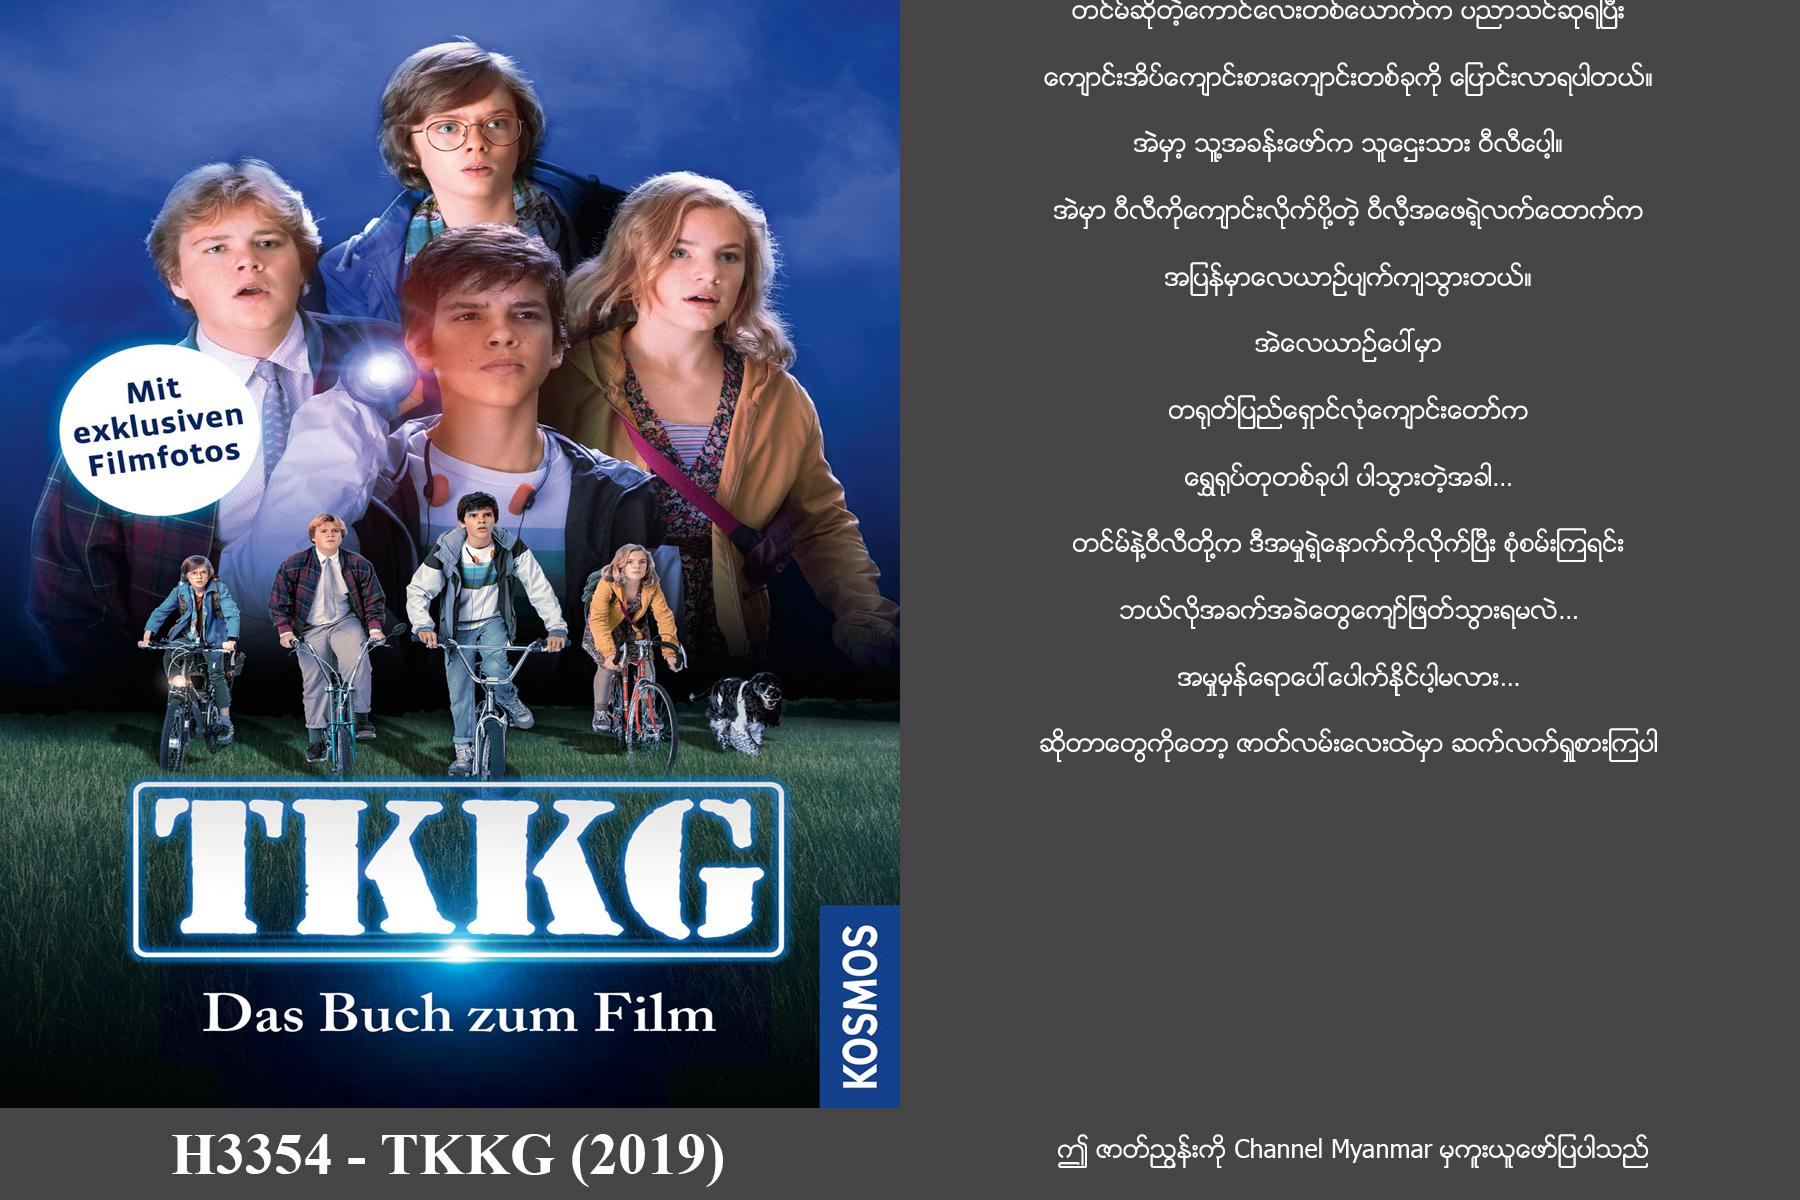 Mit
exklusiven
Filmfotos
TKKG
Das Buch zum Film
KOSMOS
H3354 - TKKG (2019)
တင်မ်ဆိုတဲ့ကောင်လေးတစ်ယောက်က ပညာသင်ဆုရပြီး
ကျောင်းအိပ်ကျောင်းစားကျောင်းတစ်ခုကို ပြောင်းလာရပါတယ်။
အဲမှာ့ သူ့အခန်းဖော်က သူဌေးသား ဝီလီပေါ့။
အဲမှာ ဝီလီကိုကျောင်းလိုက်ပို့တဲ့ ဝီလီ့အဖေရဲ့လက်ထောက်က
အပြန်မှာလေယာဉ်ပျက်ကျသွားတယ်။
အဲလေယာဉ်ပေါ်မှာ
တရုတ်ပြည်ရှောင်လုံကျောင်းတော်က
ရွှေရုပ်တုတစ်ခုပါ ပါသွားတဲ့အခါ...
တင်မ်နဲ့ဝီလီတို့က ဒီအမှုရဲ့နောက်ကိုလိုက်ပြီး စုံစမ်းကြရင်း
ဘယ်လိုအခက်အခဲတွေကျော်ဖြတ်သွားရမလဲ...
အမှုမှန်ရောပေါ်ပေါက်နိုင်ပါ့မလား...
ဆိုတာတွေကိုတော့ ဇာတ်လမ်းလေးထဲမှာ ဆက်လက်ရှုစားကြပါ
ဤ ဇာတ်ညွှန်းကို Channel Myanmar မှကူးယူဖော်ပြပါသည်